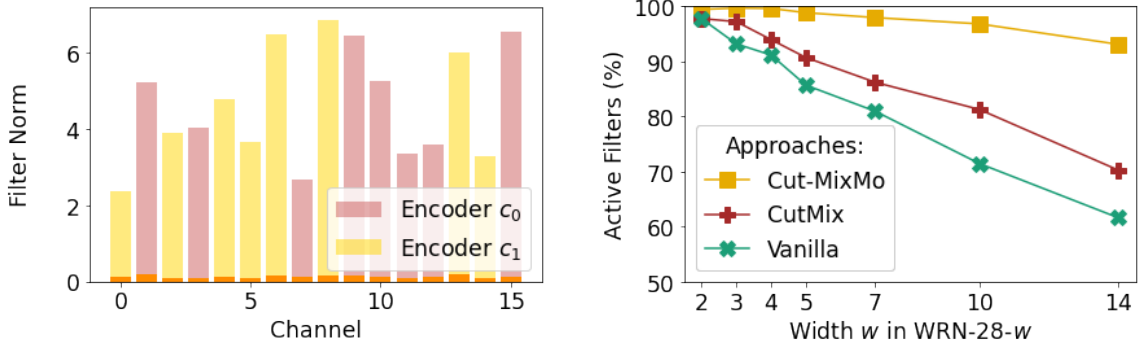 Filter Norm
6
4
2
0
Encoder c₀
Encoder c₁
0 5 10 15
Channel
Active Filters (%)
100
90
80
70
60
50
Approaches:
Cut-MixMo
CutMix
Vanilla
2 3 4 5 7 10 14
Width w in WRN-28-w